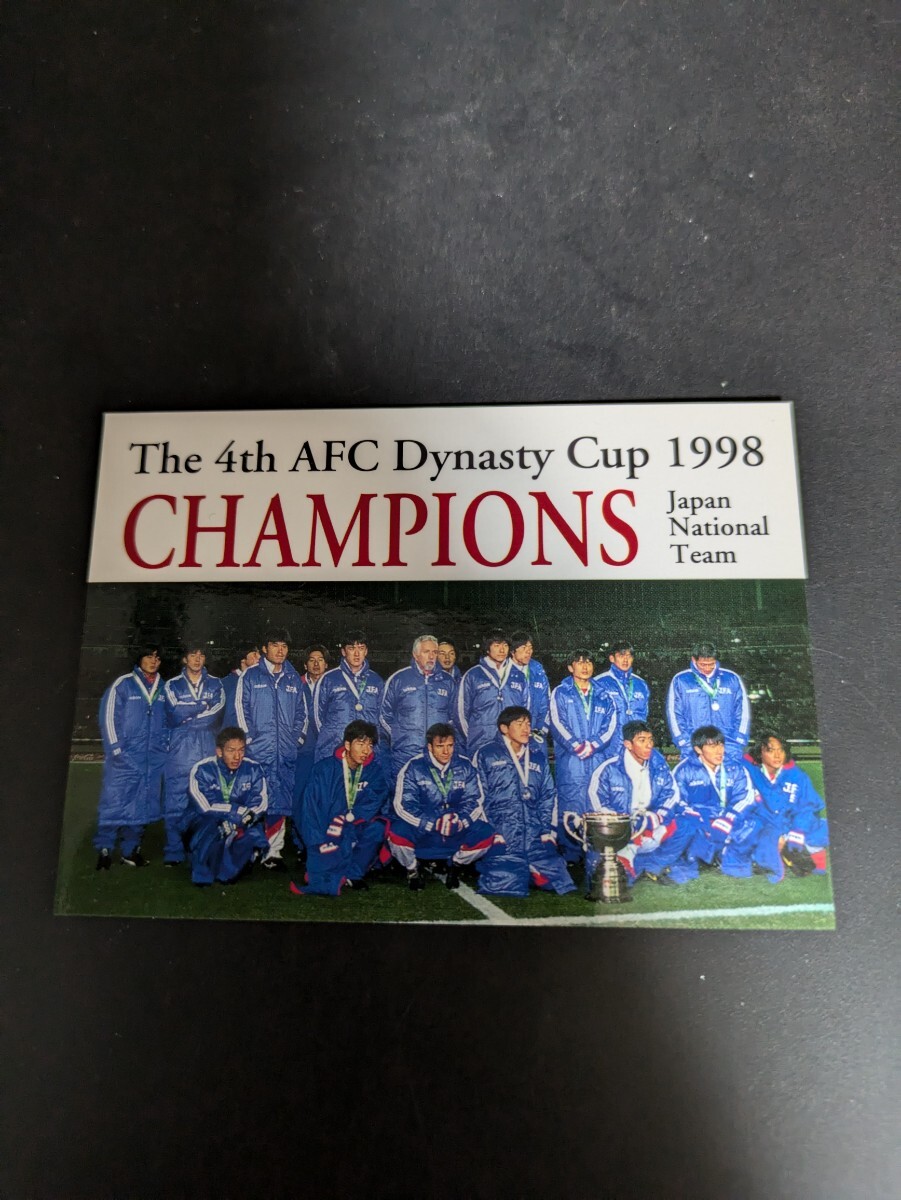 The 4th AFC Dynasty Cup 1998
CHAMPIONS
Japan
National
Team